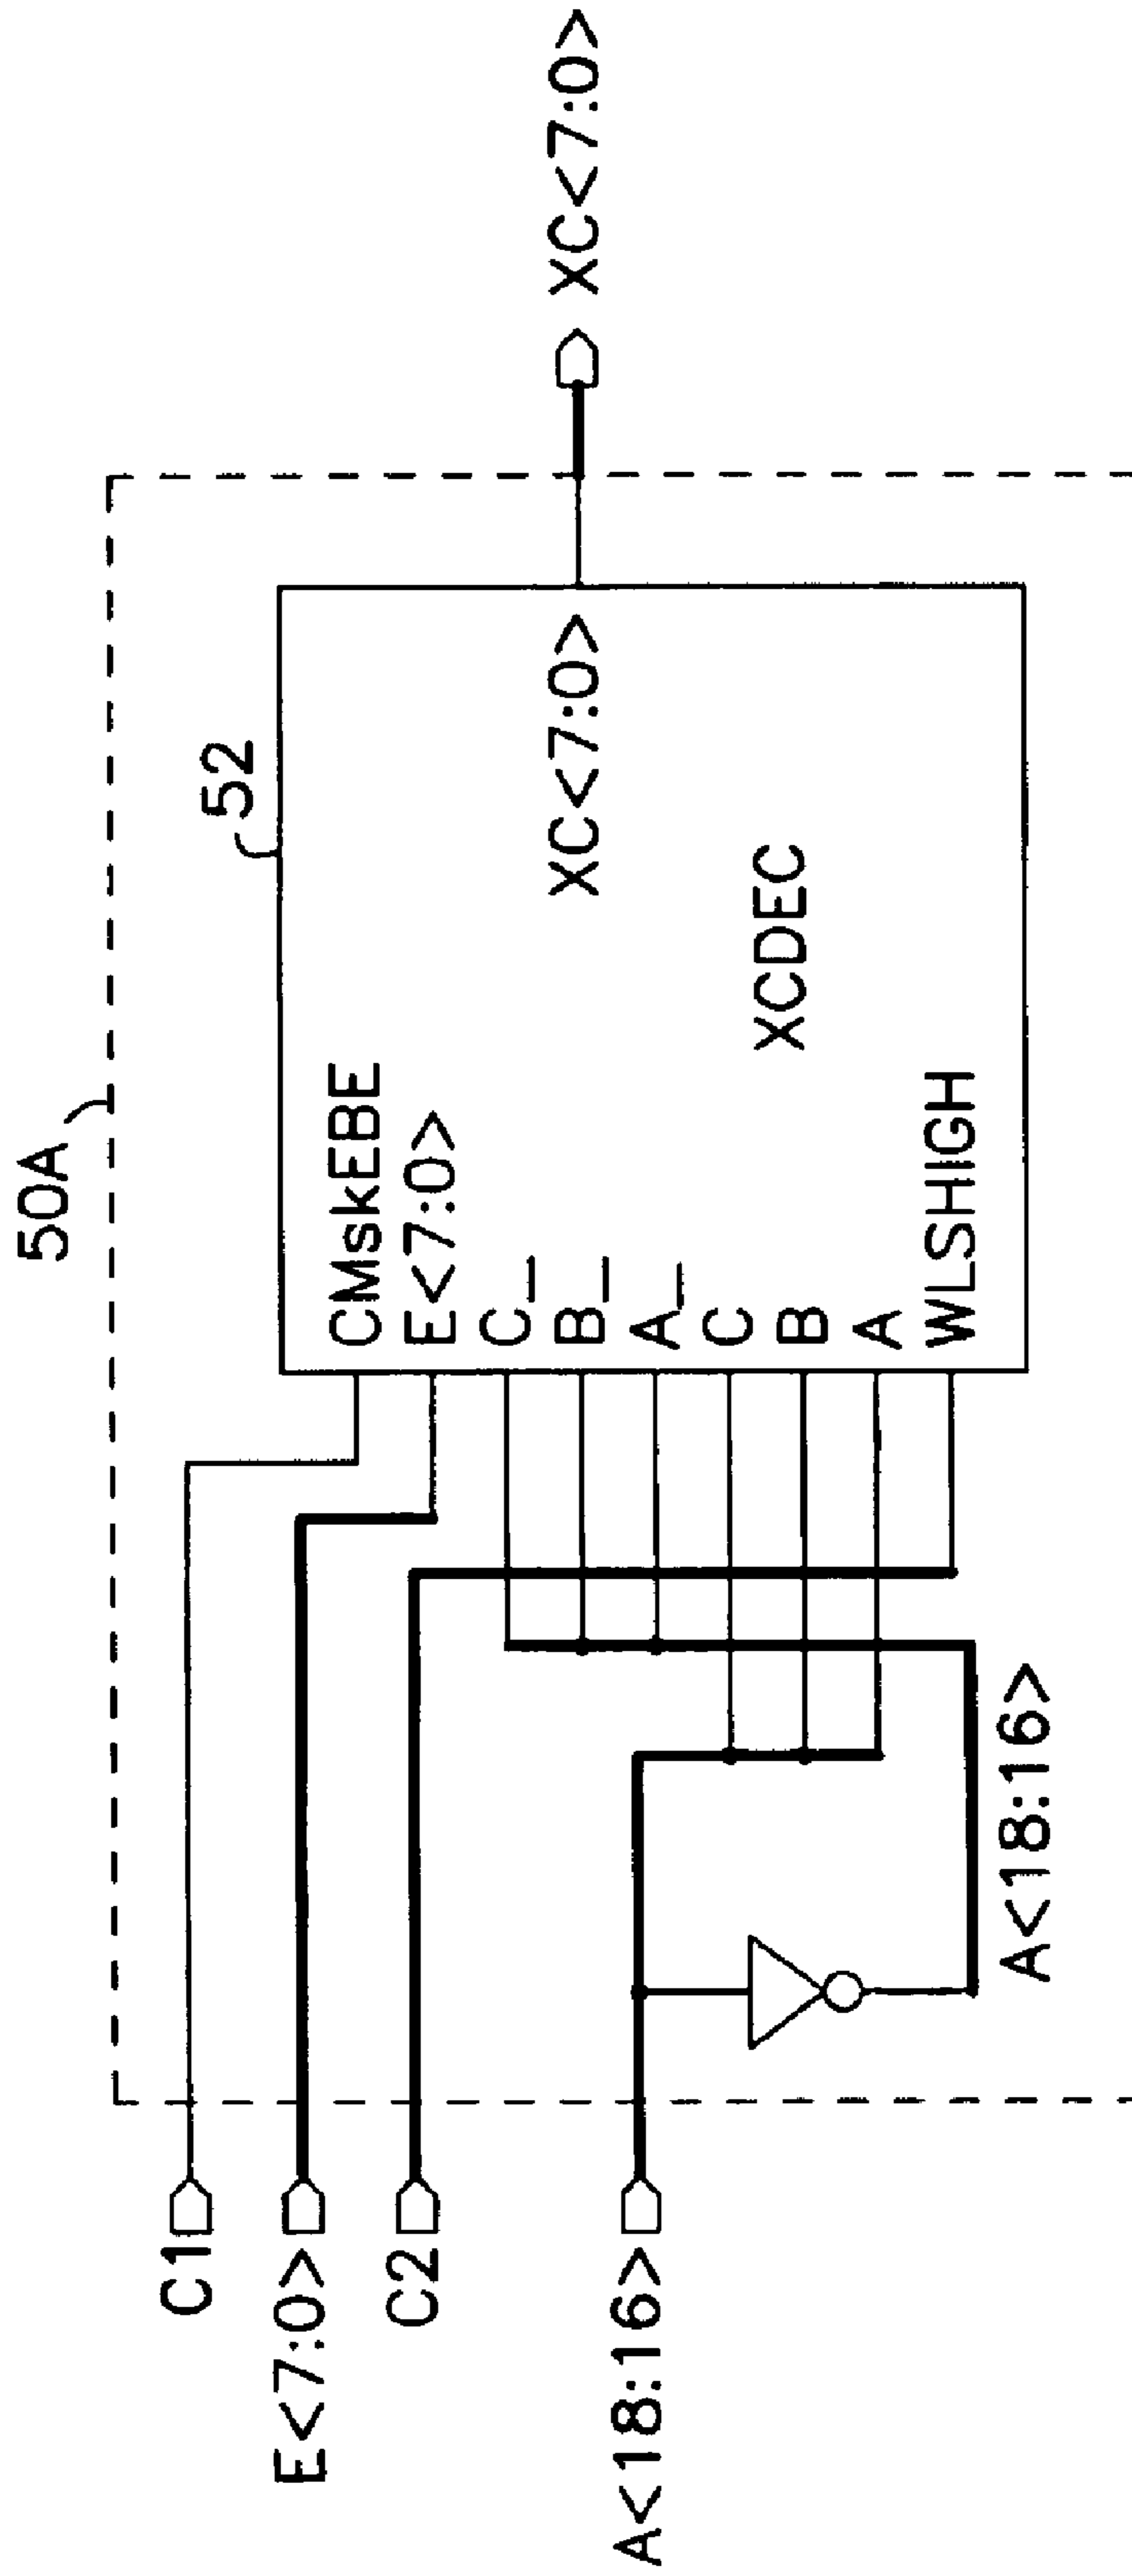 50A
52
C1
E<7:0>
C2
A<18:16>
CMskEBE
E<7:0>
C_
B_
A_
C
B
A
WLSHIGH
XC<7:0>
XCDEC
XC<7:0>
A<18:16>